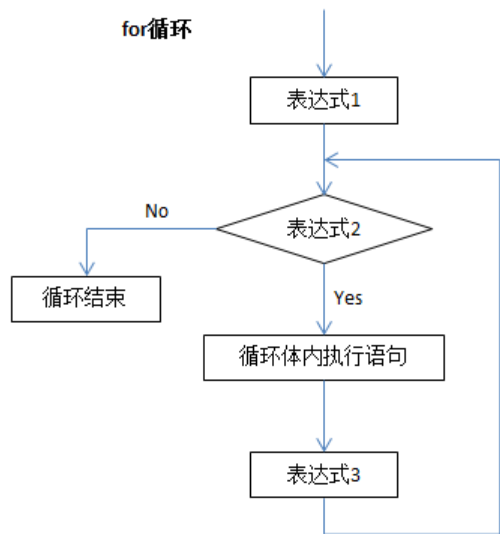 for循环
表达式1
表达式2
No
循环结束
Yes
循环体内执行语句
表达式3